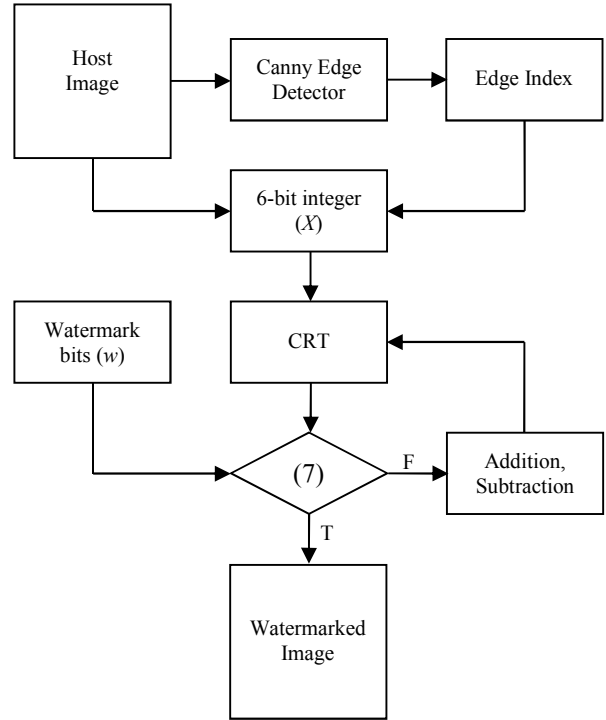 Host
Image
Canny Edge
Detector
Edge Index
6-bit integer
(X)
Watermark
bits (w)
CRT
(7)
F
Addition,
Subtraction
T
Watermarked
Image